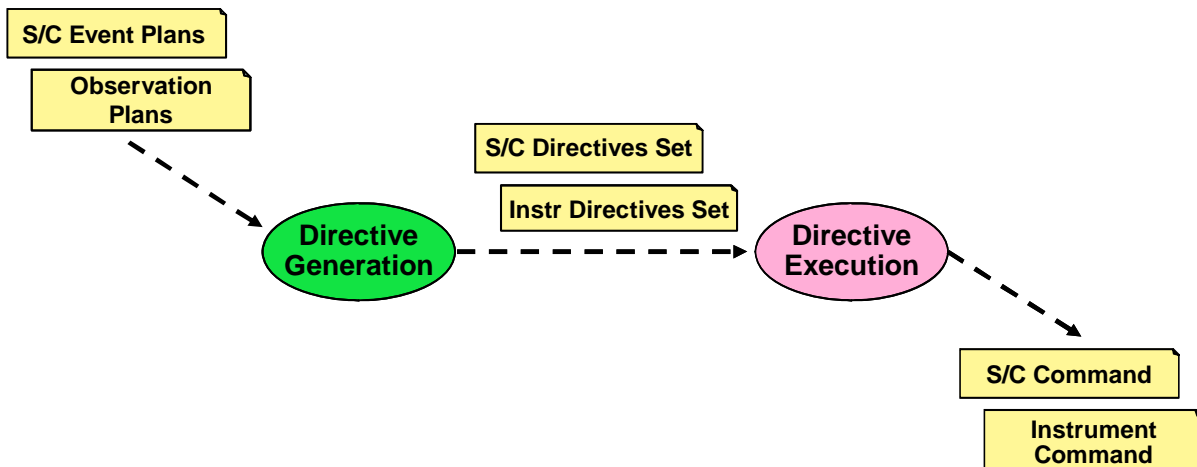 S/C Event Plans
Observation
Plans
S/C Directives Set
Instr Directives Set
Directive
Generation
Directive
Execution
S/C Command
Instrument
Command